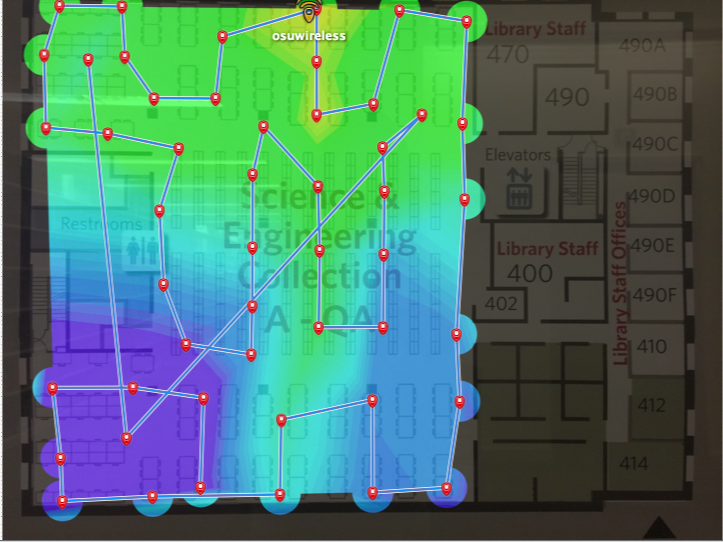 osuwireless
Library Staff
470
490
490A
490B
490C
Elevators
490D
Science &
Engineering
Collection
A - QA
Restrooms
Library Staff
400
402
Library Staff Offices
490E
490F
410
412
414